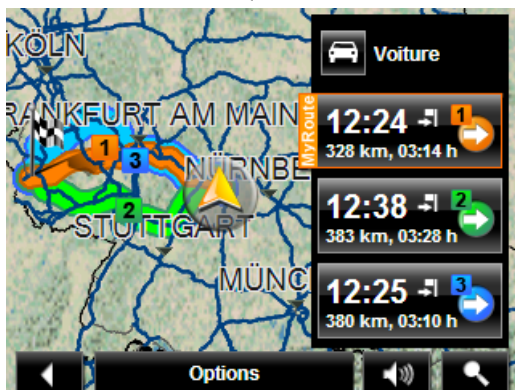 KÖLN
Voiture
RANKFURT AM MAIN
MyRoute
12:24 1
328 km, 03:14 h
1
3
NÜRNBE
12:38 2
383 km, 03:28 h
2
STUTTGART
MÜNC
12:25 3
380 km, 03:10 h
Options